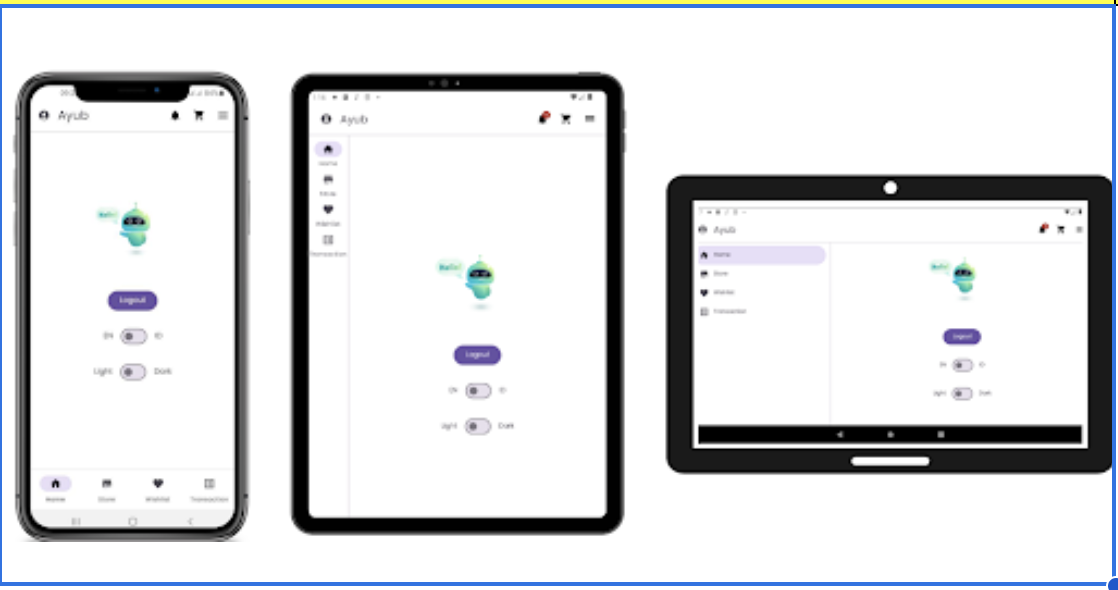 Ayub
Hello!
Logout
EN ID
Light Dark
Home Store Wishlist Transaction
Ayub
Home
Store
Wishlist
Transaction
Hello!
Logout
EN ID
Light Dark
Ayub
Home
Store
Wishlist
Transaction
Hello!
Logout
EN ID
Light Dark